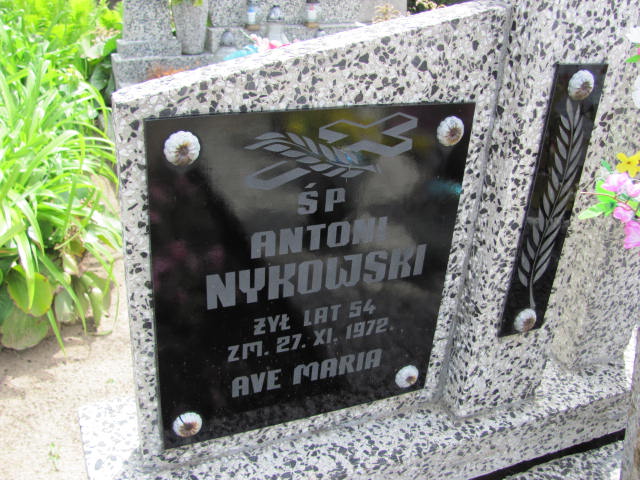 ŚP
ANTONI
NYKOWSKI
ŻYŁ LAT 54
ZM. 27. XI. 1972.
AVE MARIA